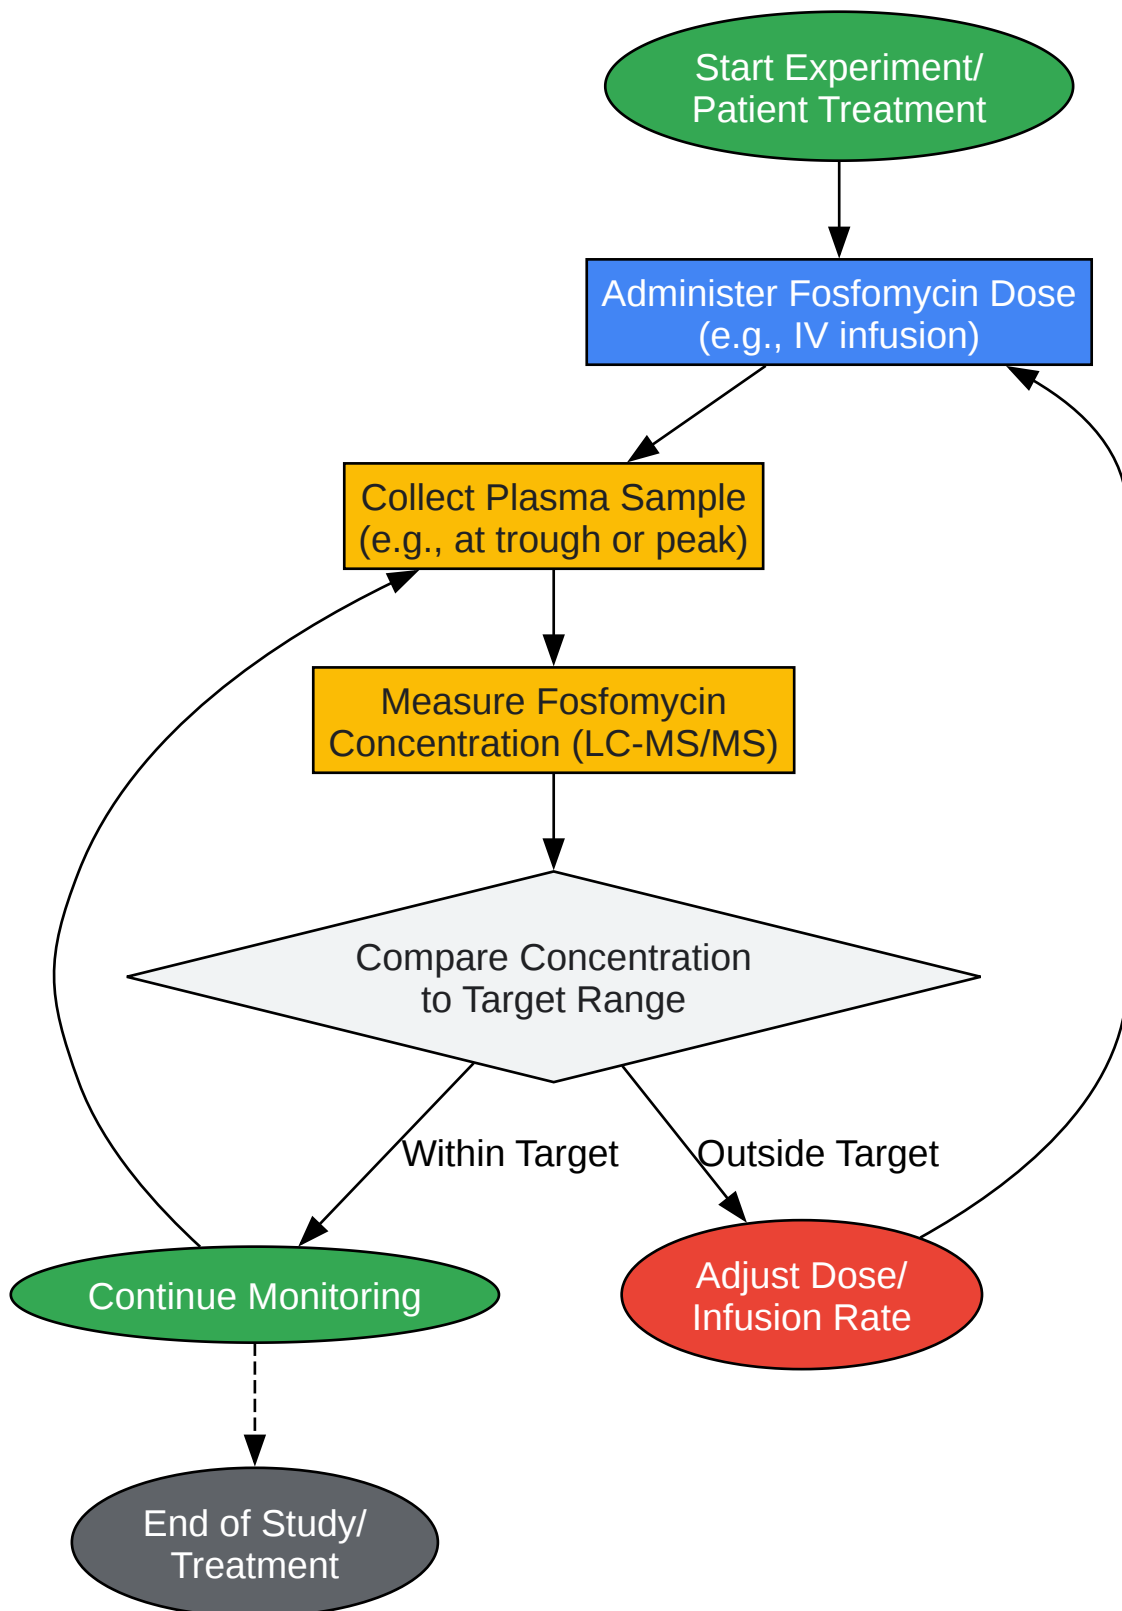 Start Experiment/
Patient Treatment
Administer Fosfomycin Dose
(e.g., IV infusion)
Collect Plasma Sample
(e.g., at trough or peak)
Measure Fosfomycin
Concentration (LC-MS/MS)
Compare Concentration
to Target Range
Within Target
Outside Target
Continue Monitoring
Adjust Dose/
Infusion Rate
End of Study/
Treatment